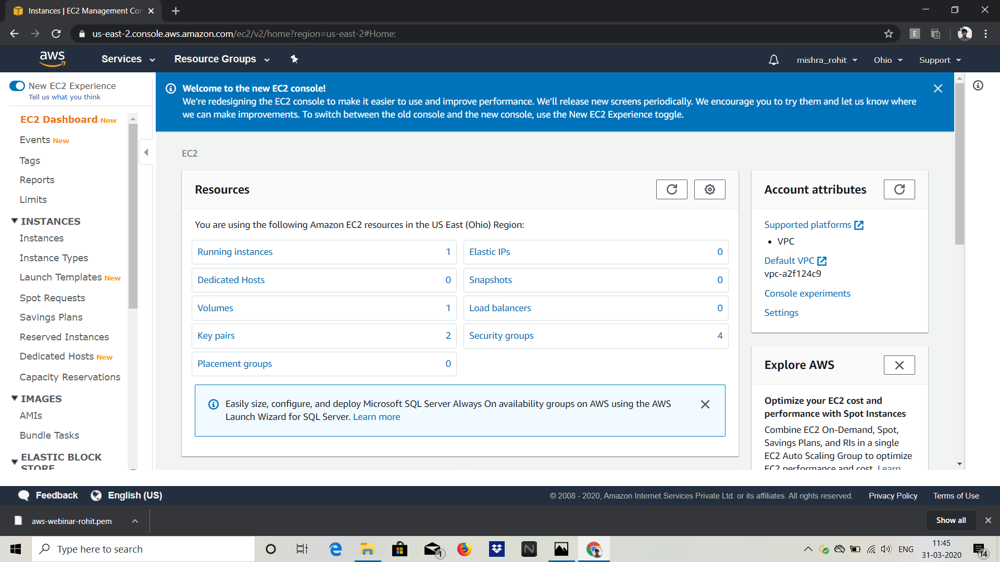 Instances | EC2 Management Con
us-east-2.console.aws.amazon.com/ec2/v2/home?region=us-east-2#Home:
E
aws
Services
Resource Groups
mishra_rohit
Ohio
Support
New EC2 Experience
Tell us what you think
EC2 Dashboard New
Events New
Tags
Reports
Limits
INSTANCES
Instances
Instance Types
Launch Templates New
Spot Requests
Savings Plans
Reserved Instances
Dedicated Hosts New
Capacity Reservations
IMAGES
AMIs
Bundle Tasks
ELASTIC BLOCK
STORE
Welcome to the new EC2 console!
We're redesigning the EC2 console to make it easier to use and improve performance. We'll release new screens periodically. We encourage you to try them and let us know where
we can make improvements. To switch between the old console and the new console, use the New EC2 Experience toggle.
EC2
Resources
You are using the following Amazon EC2 resources in the US East (Ohio) Region:
Running instances 1
Elastic IPs 0
Dedicated Hosts 0
Snapshots 0
Volumes 1
Load balancers 0
Key pairs 2
Security groups 4
Placement groups 0
Easily size, configure, and deploy Microsoft SQL Server Always On availability groups on AWS using the AWS
Launch Wizard for SQL Server. Learn more
Account attributes
Supported platforms
• VPC
Default VPC
vpc-a2f124c9
Console experiments
Settings
Explore AWS
Optimize your EC2 cost and
performance with Spot Instances
Combine EC2 On-Demand, Spot,
Savings Plans, and RIs in a single
EC2 Auto Scaling Group to optimize
EC2 performance and cost. Learn
Feedback
English (US)
© 2008 - 2020, Amazon Internet Services Private Ltd. or its affiliates. All rights reserved.
Privacy Policy
Terms of Use
aws-webinar-rohit.pem
Show all
Type here to search
1
N
ENG
11:45
31-03-2020
14